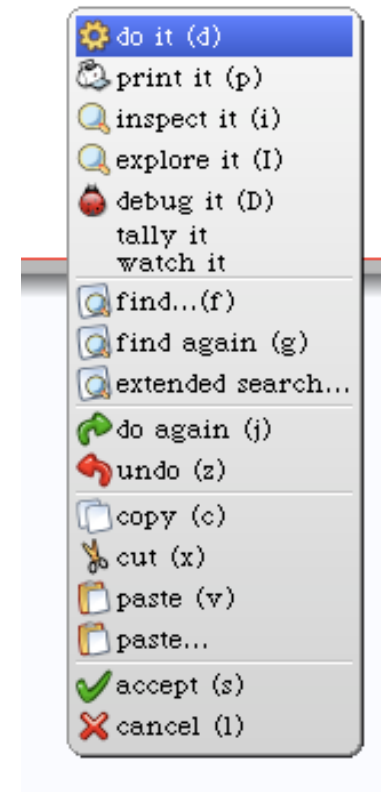 do it (d)
print it (p)
inspect it (i)
explore it (I)
debug it (D)
tally it
watch it
find...(f)
find again (g)
extended search...
do again (j)
undo (z)
copy (c)
cut (x)
paste (v)
paste...
accept (s)
cancel (l)